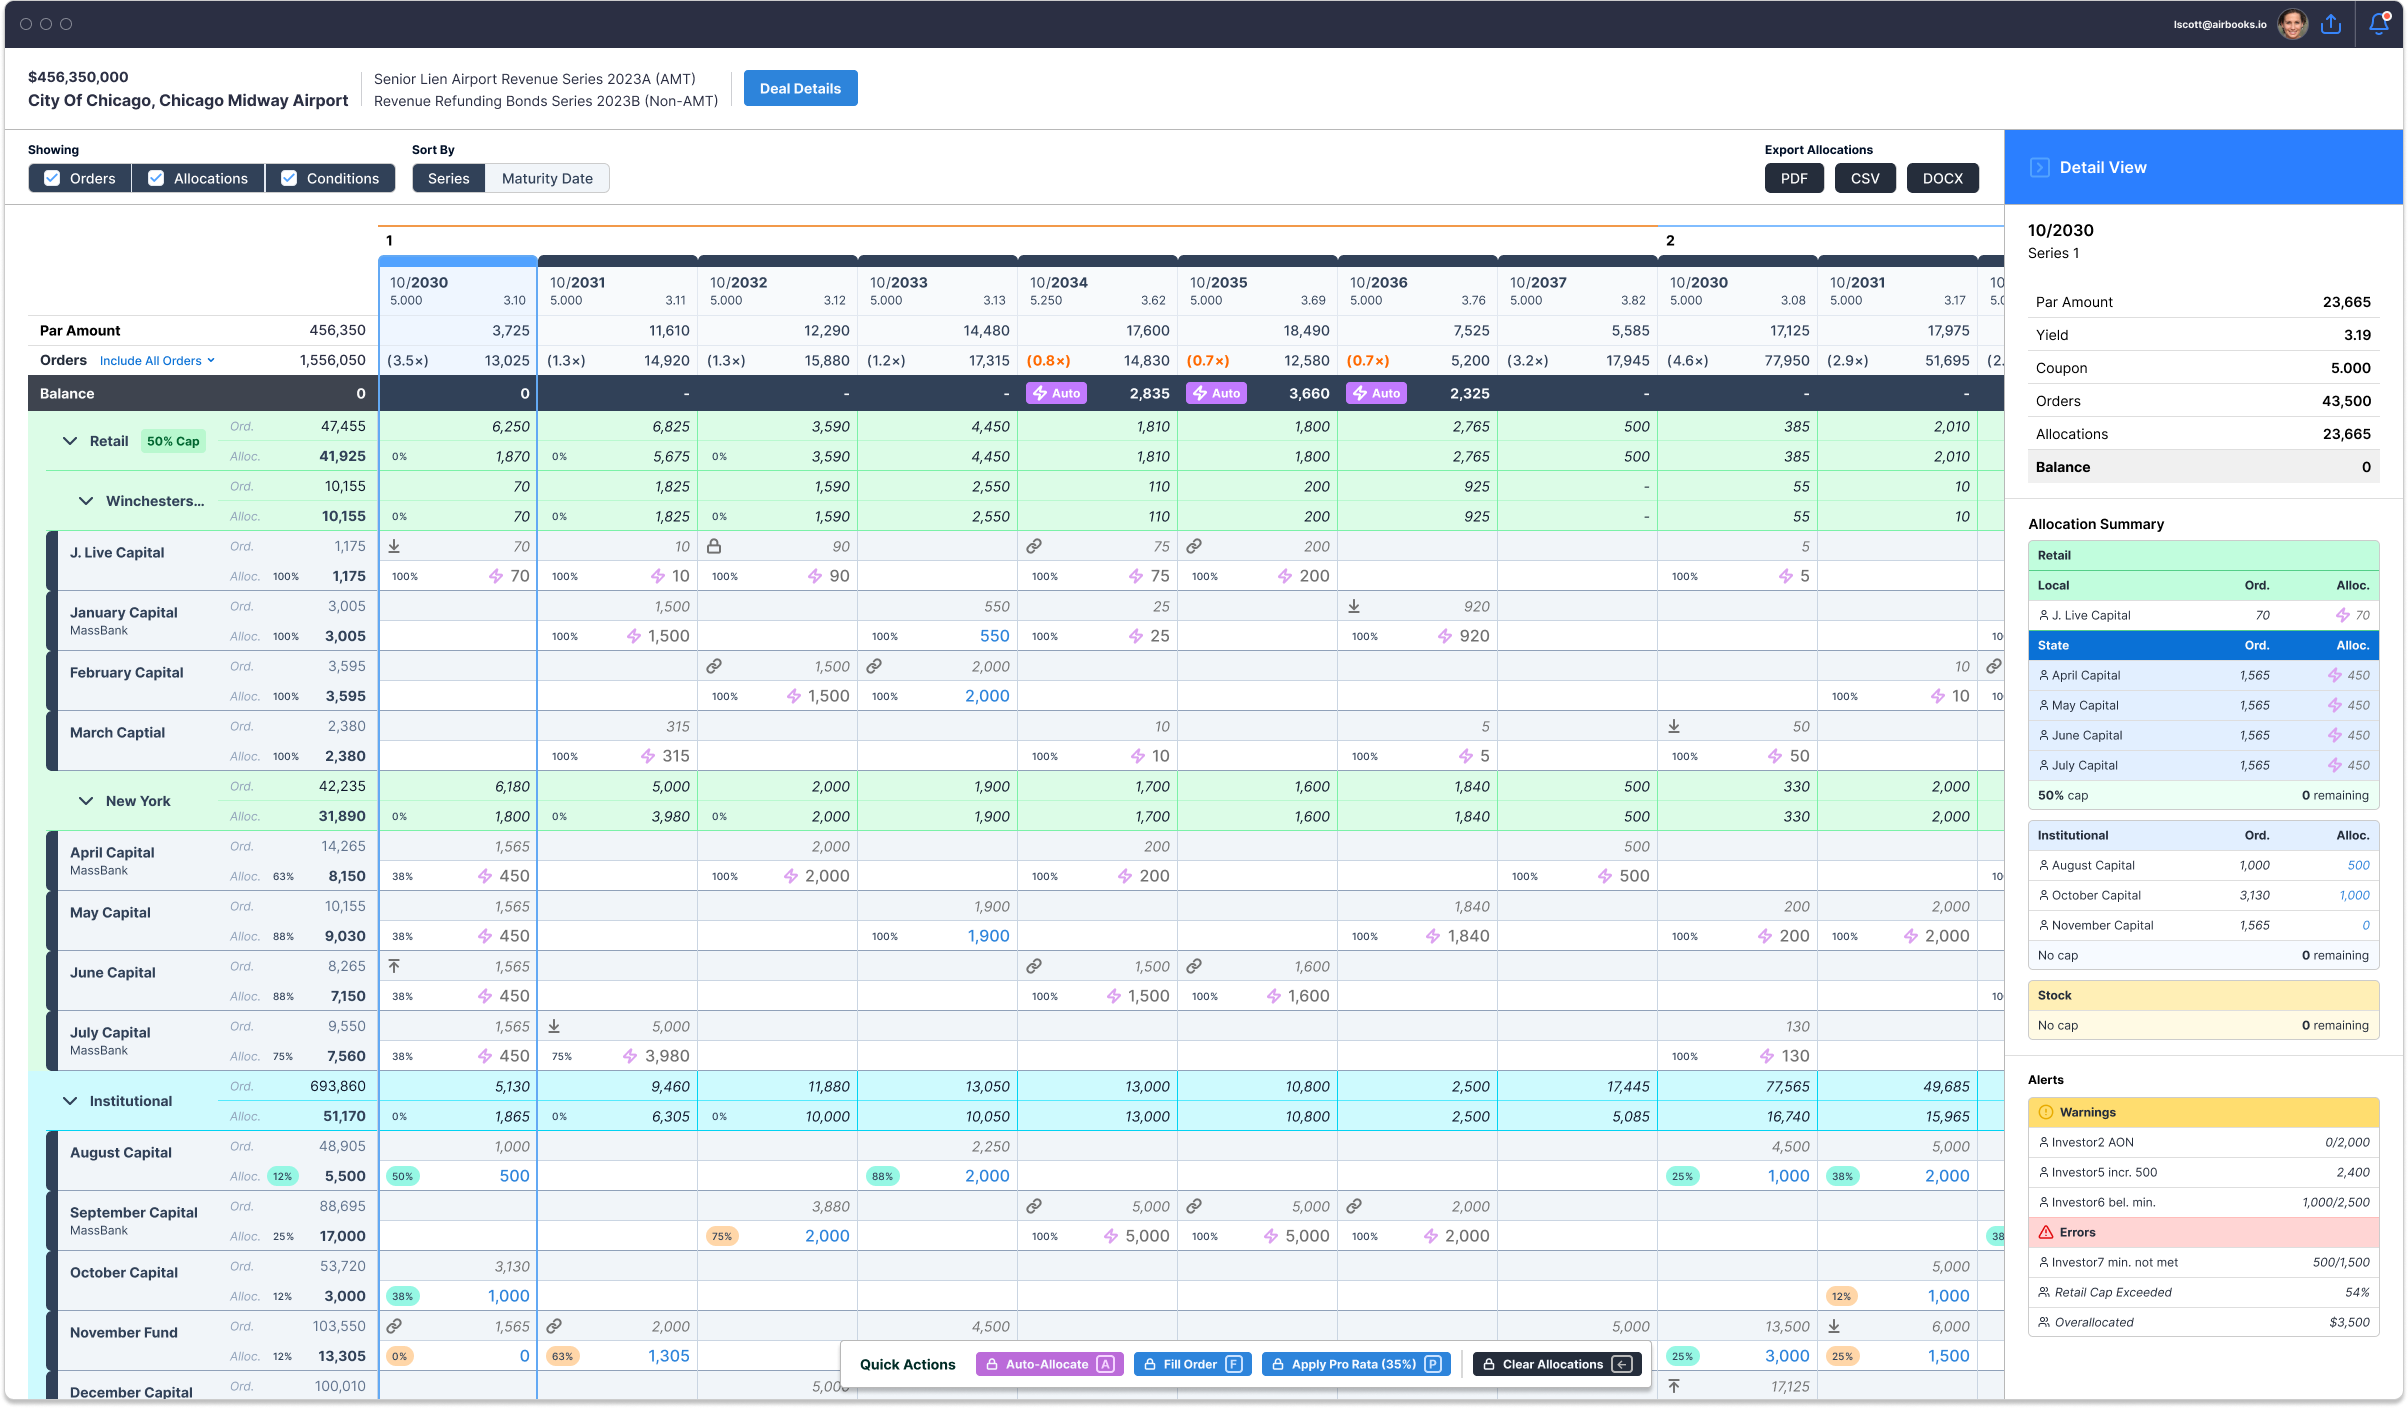 lscott@airbooks.io
$456,350,000
City Of Chicago, Chicago Midway Airport
Senior Lien Airport Revenue Series 2023A (AMT)
Revenue Refunding Bonds Series 2023B (Non-AMT)
Deal Details
Showing
Orders Allocations Conditions
Sort By
Series Maturity Date
Export Allocations
PDF CSV DOCX
1 2
10/2030 10/2031 10/2032 10/2033 10/2034 10/2035 10/2036 10/2037 10/2030 10/2031 10
5.000 3.10 5.000 3.11 5.000 3.12 5.000 3.13 5.250 3.62 5.000 3.69 5.000 3.76 5.000 3.82 5.000 3.08 5.000 3.17
Par Amount 456,350 3,725 11,610 12,290 14,480 17,600 18,490 7,525 5,585 17,125 17,975
Orders Include All Orders 1,556,050 (3.5×) 13,025 (1.3×) 14,920 (1.3×) 15,880 (1.2×) 17,315 (0.8×) 14,830 (0.7×) 12,580 (0.7×) 5,200 (3.2×) 17,945 (4.6×) 77,950 (2.9×) 51,695 (2.
Balance 0 0 - - - Auto 2,835 Auto 3,660 Auto 2,325 - - -
Retail 50% Cap
Ord. 47,455 6,250 6,825 3,590 4,450 1,810 1,800 2,765 500 385 2,010
Alloc. 41,925 0% 1,870 0% 5,675 0% 3,590 4,450 1,810 1,800 2,765 500 385 2,010
Winchesters...
Ord. 10,155 70 1,825 1,590 2,550 110 200 925 - 55 10
Alloc. 10,155 0% 70 0% 1,825 0% 1,590 2,550 110 200 925 - 55 10
J. Live Capital
Ord. 1,175 70 10 90 75 200 5
Alloc. 100% 1,175 100% 70 100% 10 100% 90 100% 75 100% 200 100% 5
January Capital
MassBank
Ord. 3,005 1,500 550 25 920
Alloc. 100% 3,005 100% 1,500 100% 550 100% 25 100% 920 10
February Capital
Ord. 3,595 1,500 2,000 10
Alloc. 100% 3,595 100% 1,500 100% 2,000 100% 10 10
March Captial
Ord. 2,380 315 10 5 50
Alloc. 100% 2,380 100% 315 100% 10 100% 5 100% 50
New York
Ord. 42,235 6,180 5,000 2,000 1,900 1,700 1,600 1,840 500 330 2,000
Alloc. 31,890 0% 1,800 0% 3,980 0% 2,000 1,900 1,700 1,600 1,840 500 330 2,000
April Capital
MassBank
Ord. 14,265 1,565 2,000 200 500
Alloc. 63% 8,150 38% 450 100% 2,000 100% 200 100% 500 10
May Capital
Ord. 10,155 1,565 1,900 1,840 200 2,000
Alloc. 88% 9,030 38% 450 100% 1,900 100% 1,840 100% 200 100% 2,000
June Capital
Ord. 8,265 1,565 1,500 1,600
Alloc. 88% 7,150 38% 450 100% 1,500 100% 1,600 10
July Capital
MassBank
Ord. 9,550 1,565 5,000 130
Alloc. 75% 7,560 38% 450 75% 3,980 100% 130
Institutional
Ord. 693,860 5,130 9,460 11,880 13,050 13,000 10,800 2,500 17,445 77,565 49,685
Alloc. 51,170 0% 1,865 0% 6,305 0% 10,000 10,050 13,000 10,800 2,500 5,085 16,740 15,965
August Capital
Ord. 48,905 1,000 2,250 4,500 5,000
Alloc. 12% 5,500 50% 500 88% 2,000 25% 1,000 38% 2,000
September Capital
MassBank
Ord. 88,695 3,880 5,000 5,000 2,000
Alloc. 25% 17,000 75% 2,000 100% 5,000 100% 5,000 100% 2,000 38
October Capital
Ord. 53,720 3,130 5,000
Alloc. 12% 3,000 38% 1,000 12% 1,000
November Fund
Ord. 103,550 1,565 2,000 4,500 5,000 13,500 6,000
Alloc. 12% 13,305 0% 0 63% 1,305 25% 3,000 25% 1,500
December Capital
Ord. 100,010 5,000 17,125
Quick Actions Auto-Allocate A Fill Order F Apply Pro Rata (35%) P Clear Allocations
Detail View
10/2030
Series 1
Par Amount 23,665
Yield 3.19
Coupon 5.000
Orders 43,500
Allocations 23,665
Balance 0
Allocation Summary
Retail
Local Ord. Alloc.
J. Live Capital 70 70
State Ord. Alloc.
April Capital 1,565 450
May Capital 1,565 450
June Capital 1,565 450
July Capital 1,565 450
50% cap 0 remaining
Institutional Ord. Alloc.
August Capital 1,000 500
October Capital 3,130 1,000
November Capital 1,565 0
No cap 0 remaining
Stock
No cap 0 remaining
Alerts
Warnings
Investor2 AON 0/2,000
Investor5 incr. 500 2,400
Investor6 bel. min. 1,000/2,500
Errors
Investor7 min. not met 500/1,500
Retail Cap Exceeded 54%
Overallocated $3,500